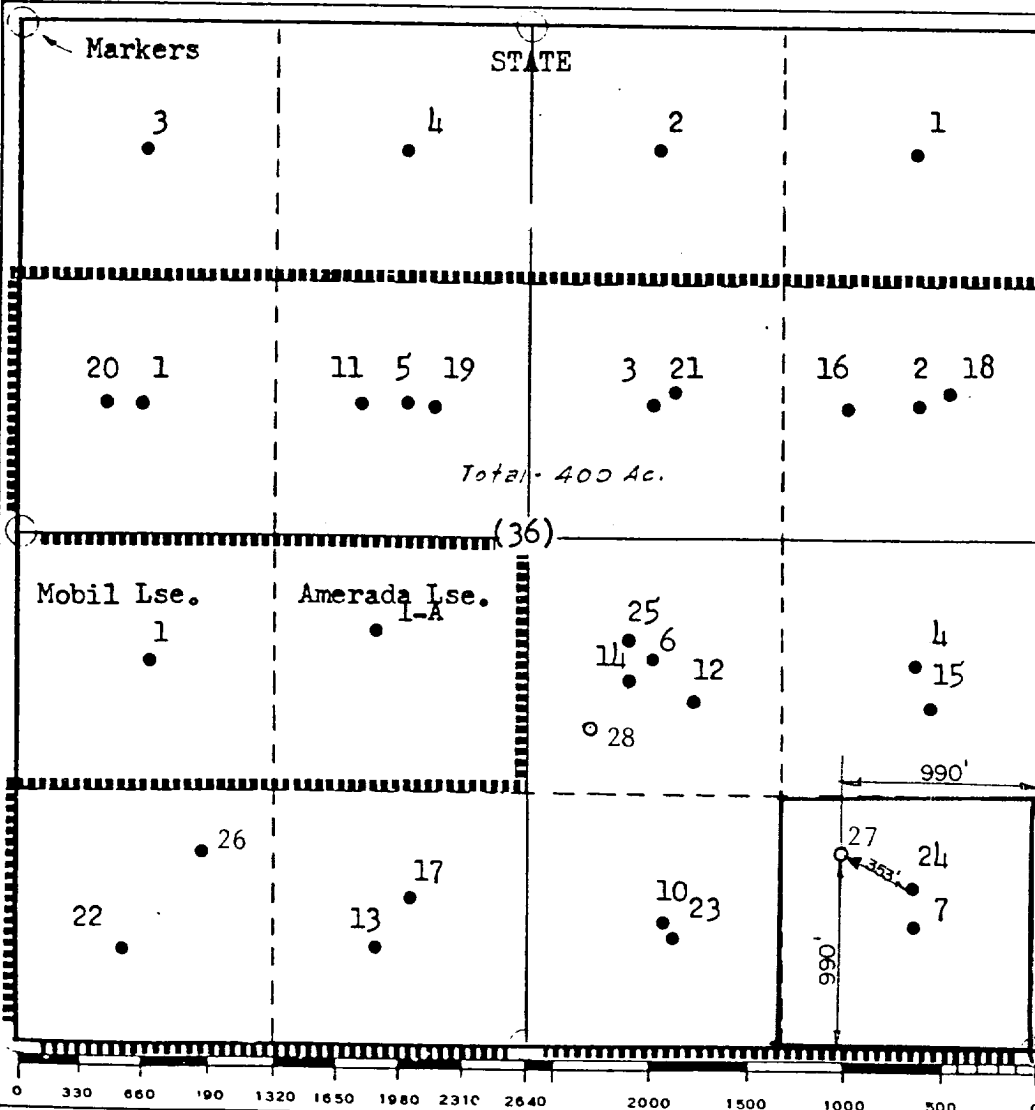 Markers
STATE
3 4 2 1
20 1 11 5 19 3 21 16 2 18
Total - 400 Ac.
(36)
Mobil Lse. Amerada Lse.
1 1-A 25 6 14 12 4 15
28
990'
26 27 24
353'
17 7
22 13 10 23
990'
0 330 660 190 1320 1650 1980 2310 2640 2000 1500 1000 500 0